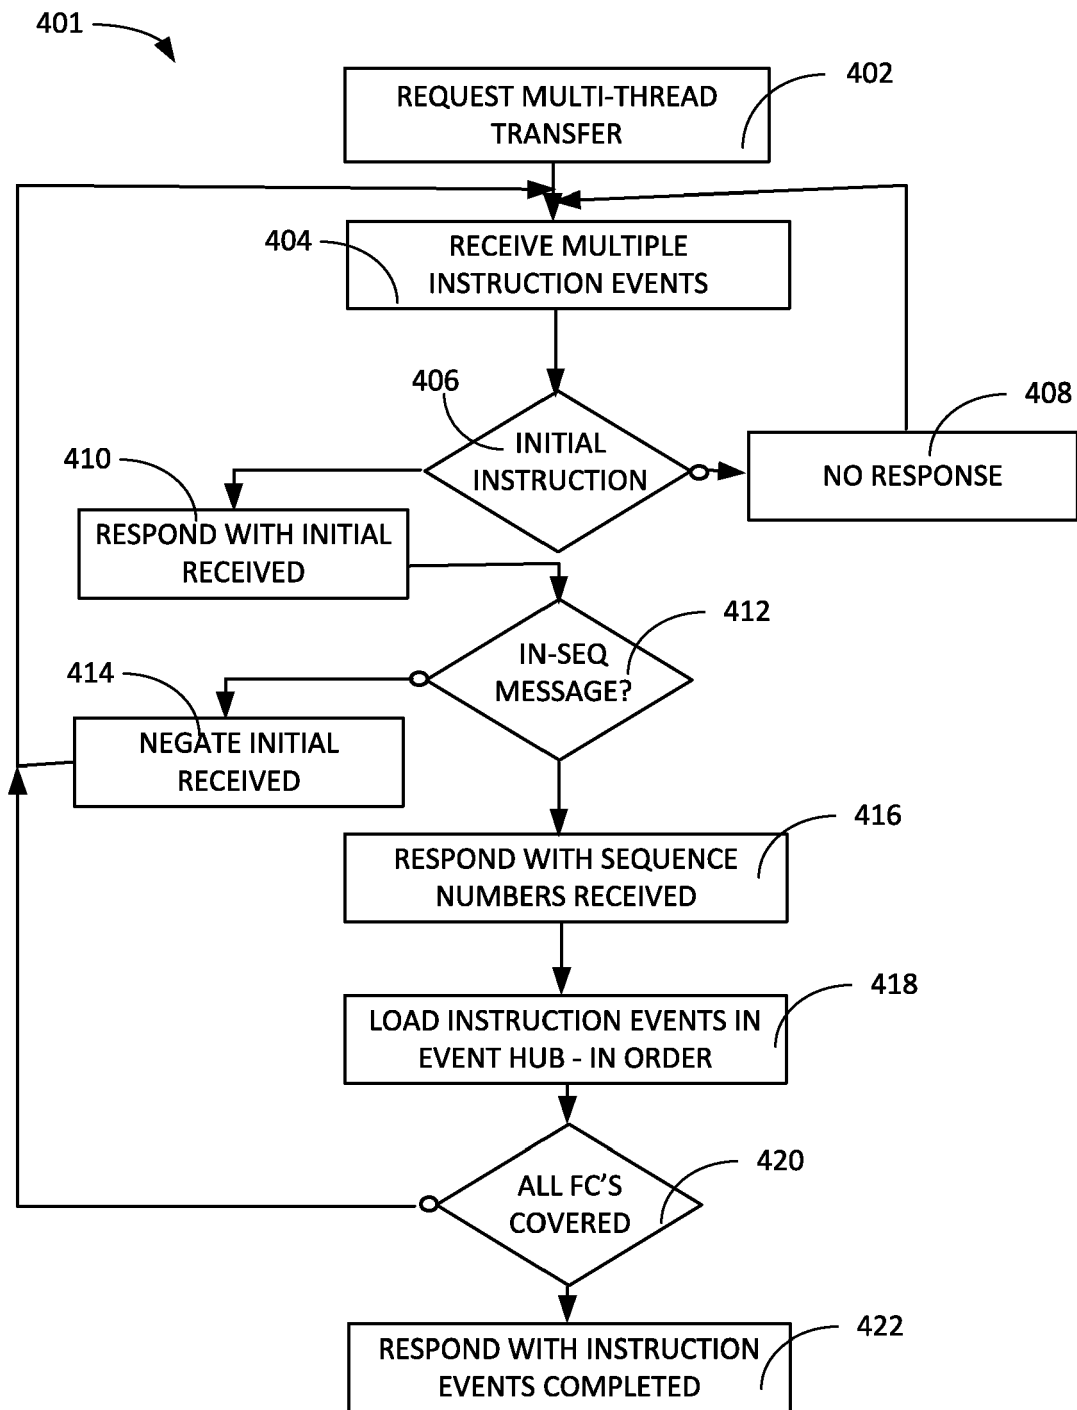 401
402
REQUEST MULTI-THREAD
TRANSFER
404
RECEIVE MULTIPLE
INSTRUCTION EVENTS
406
INITIAL
INSTRUCTION
408
NO RESPONSE
410
RESPOND WITH INITIAL
RECEIVED
412
IN-SEQ
MESSAGE?
414
NEGATE INITIAL
RECEIVED
416
RESPOND WITH SEQUENCE
NUMBERS RECEIVED
418
LOAD INSTRUCTION EVENTS IN
EVENT HUB - IN ORDER
420
ALL FC'S
COVERED
422
RESPOND WITH INSTRUCTION
EVENTS COMPLETED